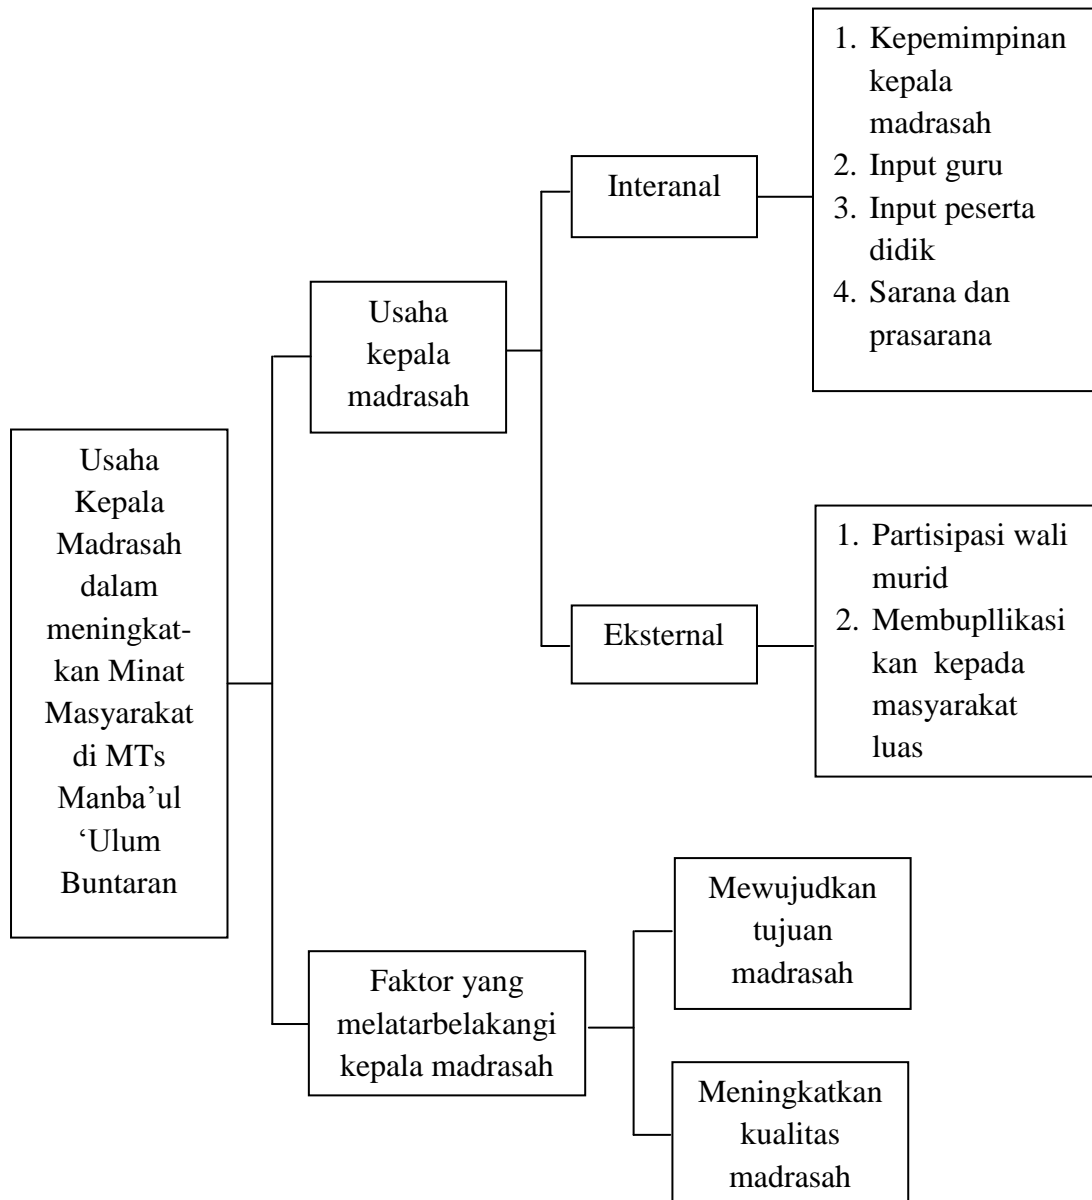 Usaha
Kepala
Madrasah
dalam
meningkat-
kan Minat
Masyarakat
di MTs
Manba’ul
‘Ulum
Buntaran
Usaha
kepala
madrasah
Interanal
1. Kepemimpinan
kepala
madrasah
2. Input guru
3. Input peserta
didik
4. Sarana dan
prasarana
Eksternal
1. Partisipasi wali
murid
2. Membupllikasi
kan kepada
masyarakat
luas
Faktor yang
melatarbelakangi
kepala madrasah
Mewujudkan
tujuan
madrasah
Meningkatkan
kualitas
madrasah